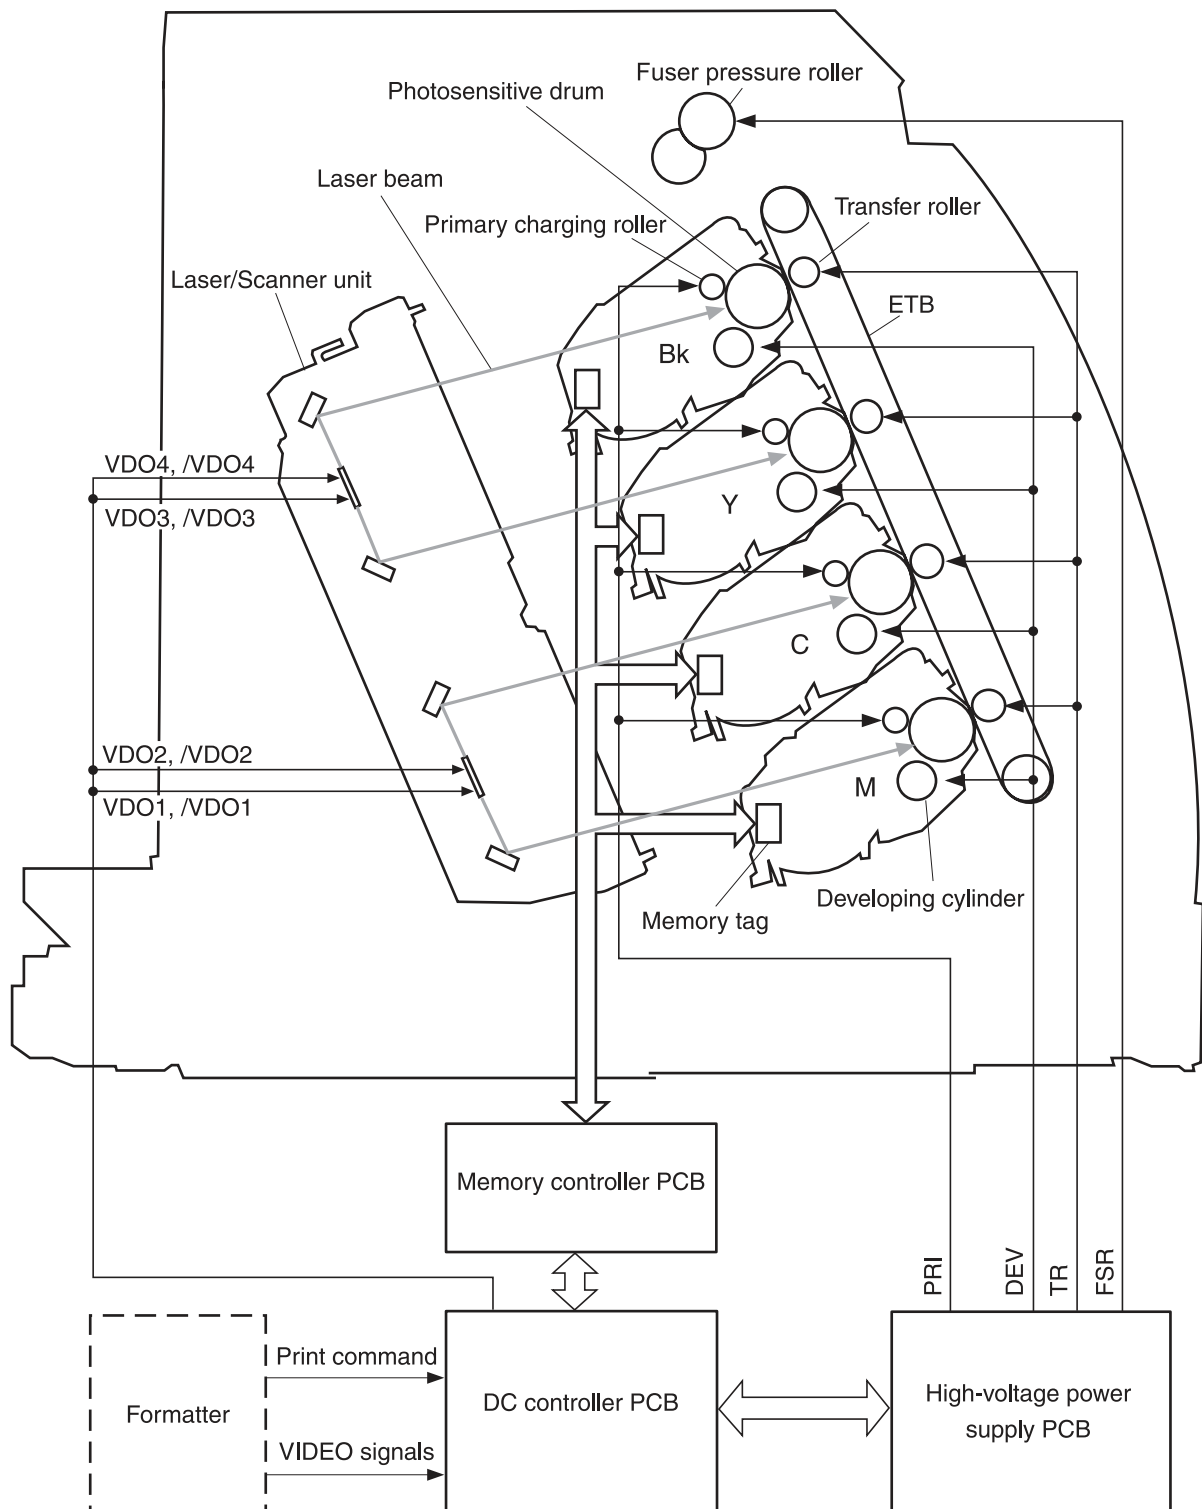 Fuser pressure roller
Photosensitive drum
Laser beam
Primary charging roller
Transfer roller
Laser/Scanner unit
ETB
Bk
VDO4, /VDO4
VDO3, /VDO3
Y
C
VDO2, /VDO2
VDO1, /VDO1
M
Developing cylinder
Memory tag
Memory controller PCB
PRI
DEV
TR
FSR
Print command
Formatter
DC controller PCB
High-voltage power
supply PCB
VIDEO signals